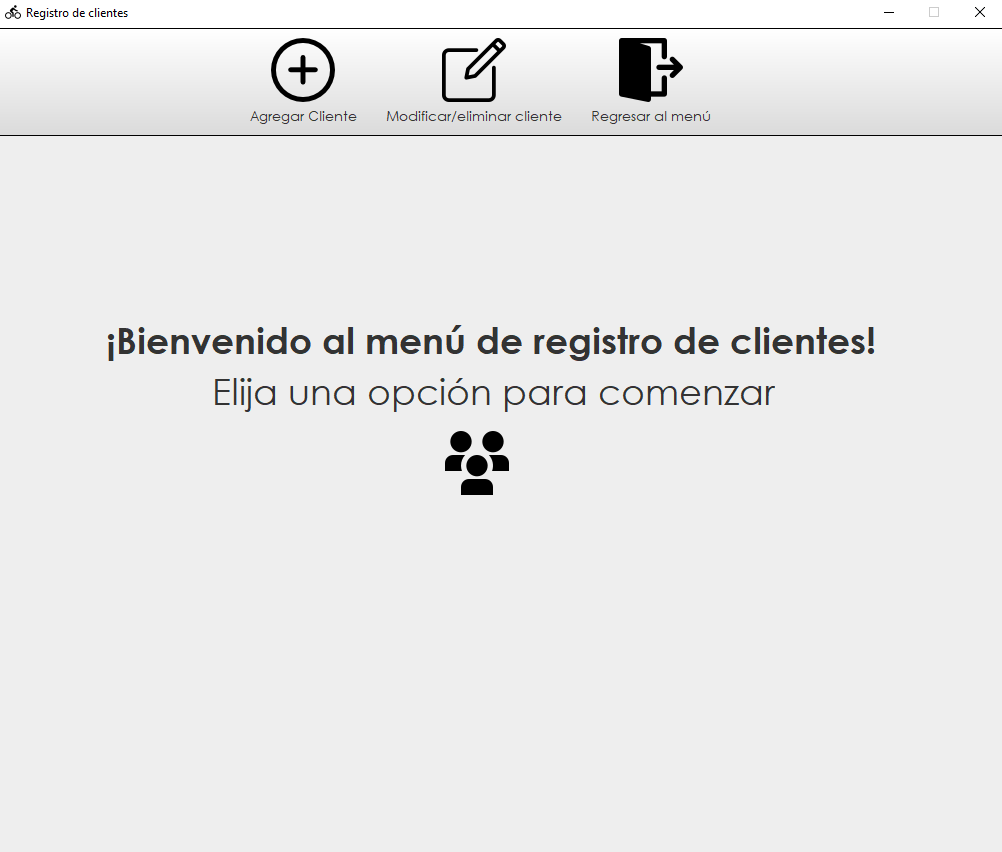 Registro de clientes
Agregar Cliente Modificar/eliminar cliente Regresar al menú
¡Bienvenido al menú de registro de clientes!
Elija una opción para comenzar